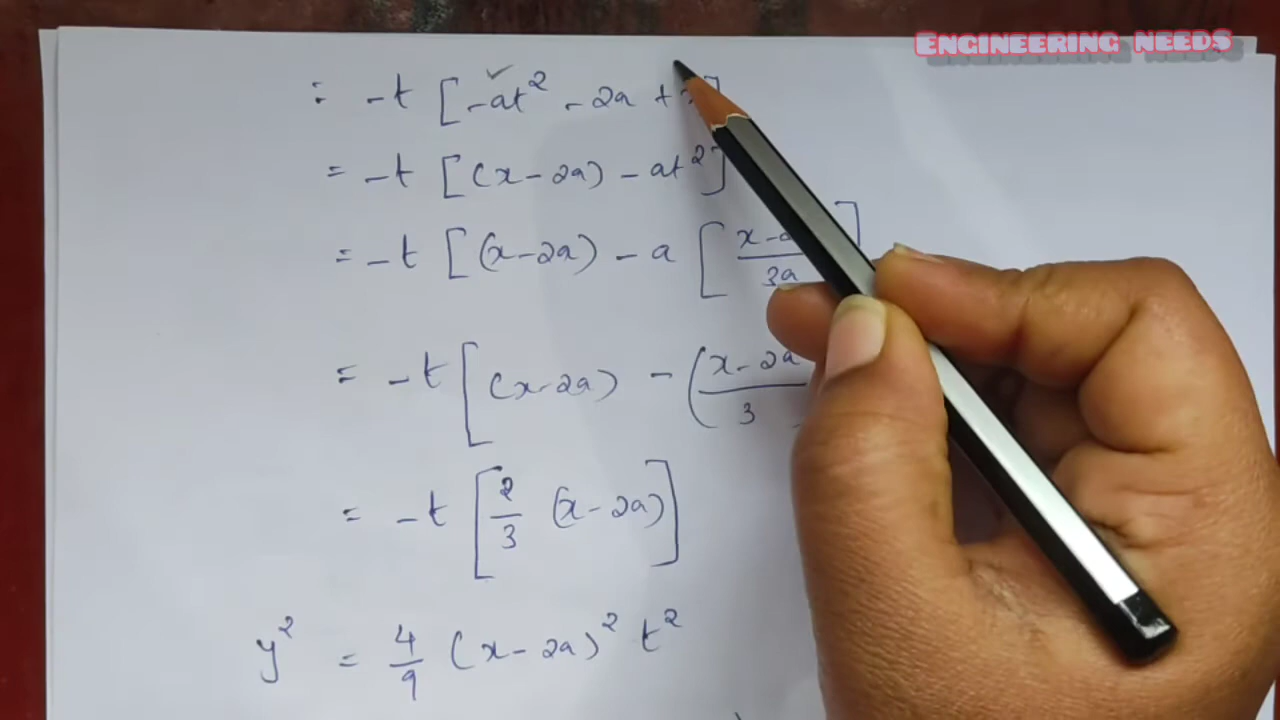 ENGINEERING NEEDS
: -t [-at² - 2a +
= -t [(x-2a) - at²]
= -t [(x-2a) - a [x-
3a
= -t [(x-2a) - (x-2a
3
= -t [2/3 (x-2a)]
y² = 4/9 (x-2a)² t²